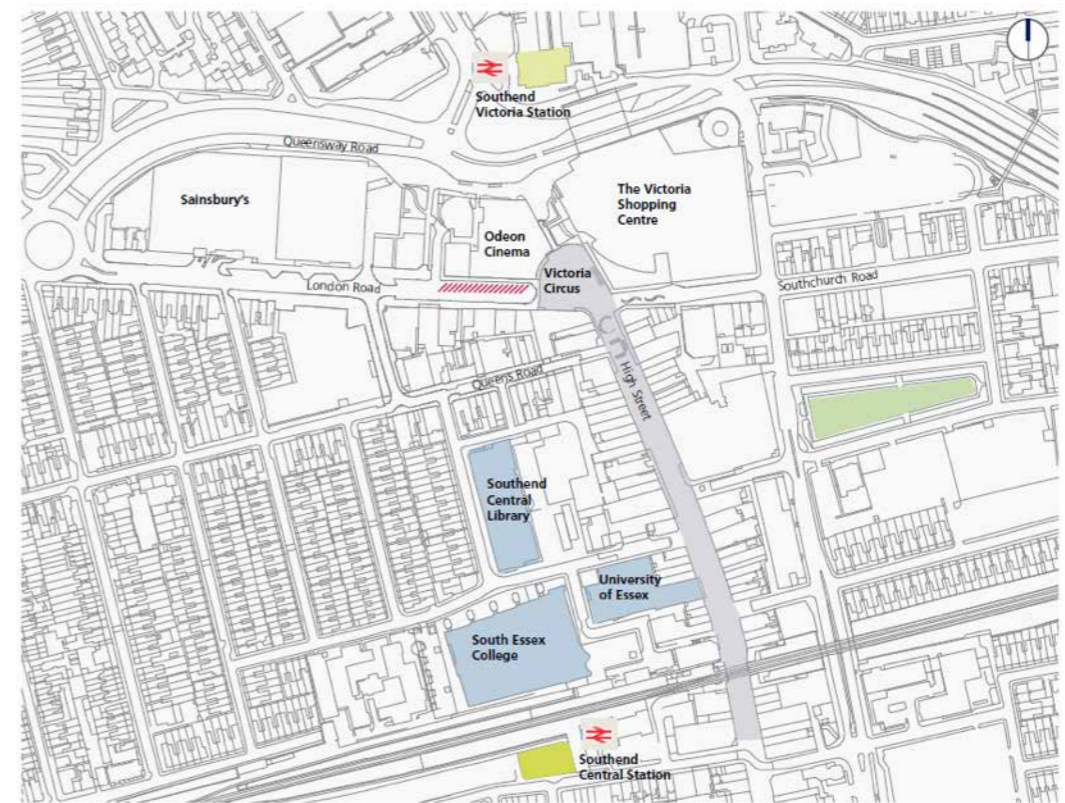 Southend
Victoria Station
Queensway Road
Sainsbury's
The Victoria
Shopping
Centre
Odeon
Cinema
Victoria
Circus
London Road
Southchurch Road
Queens Road
High Street
Southend
Central
Library
University
of Essex
South Essex
College
Southend
Central Station